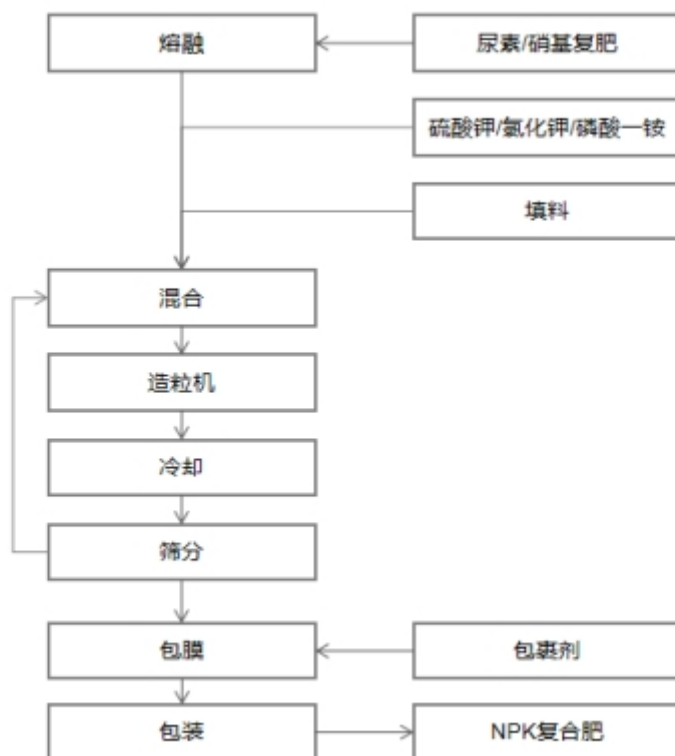 熔融
尿素/硝基复肥
硫酸钾/氯化钾/磷酸一铵
填料
混合
造粒机
冷却
筛分
包膜
包裹剂
包装
NPK复合肥